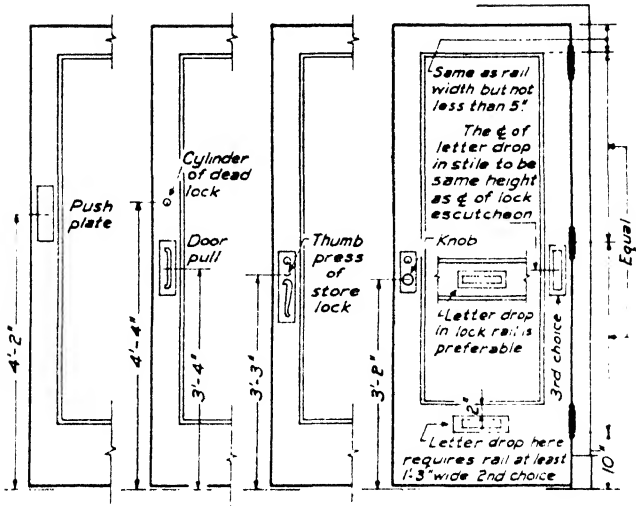 Push
plate
4'-2"
Cylinder
of dead
lock
Door
pull
4'-4"
3'-4"
Thumb
press
of
store
lock
3'-3"
Same as rail
width but not
less than 5".
The ℄ of
letter drop
in stile to be
same height
as ℄ of lock
escutcheon
Knob
Letter drop
in lock rail is
preferable
3'-2"
3rd choice
Equal
2"
Letter drop here
requires rail at least
1'-3" wide 2nd choice
10"